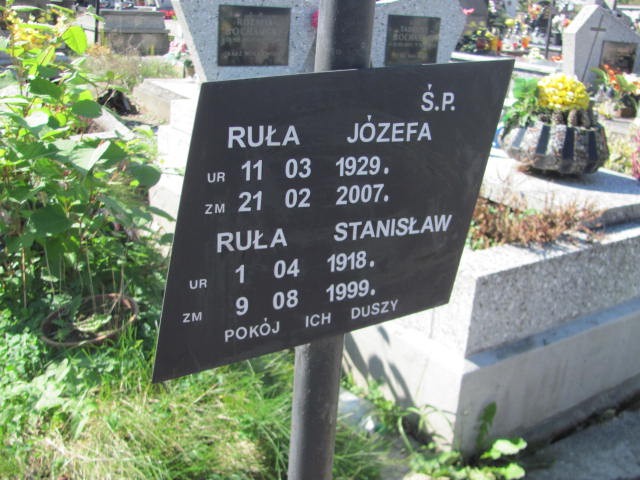 Ś.P.
RUŁA JÓZEFA
UR 11 03 1929.
ZM 21 02 2007.
RUŁA STANISŁAW
UR 1 04 1918.
ZM 9 08 1999.
POKÓJ ICH DUSZY